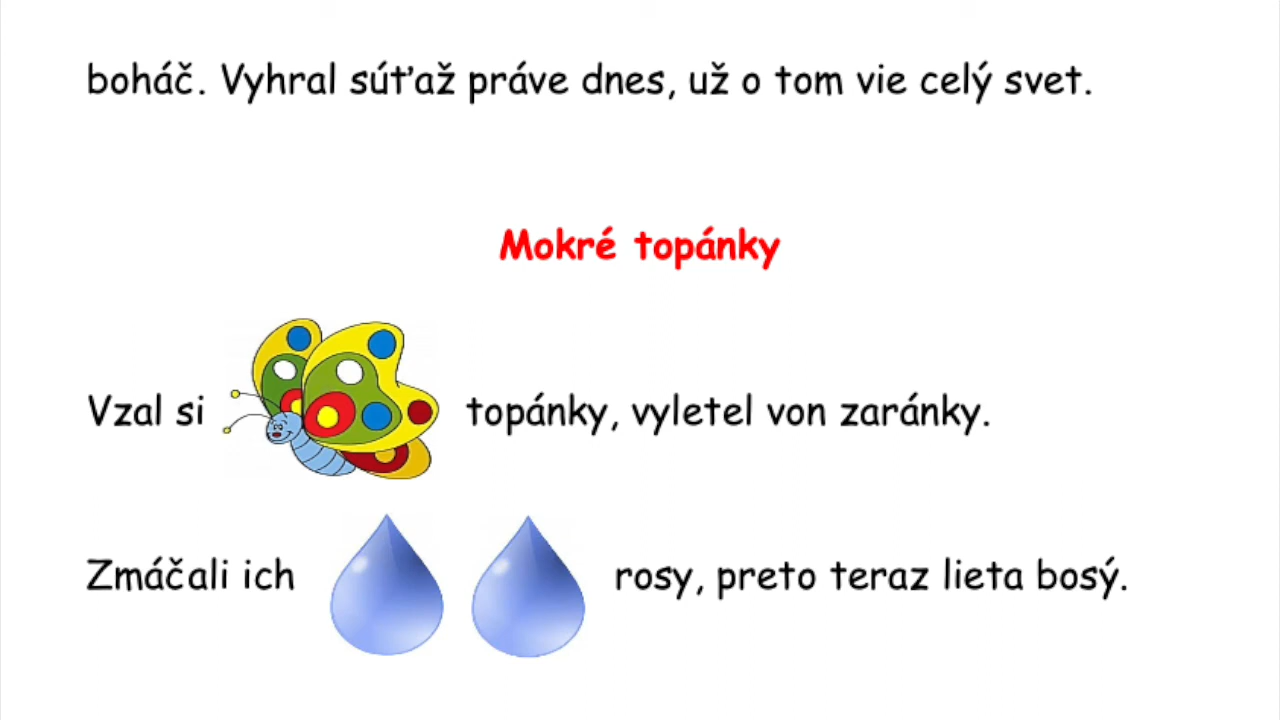 boháč. Vyhral súťaž práve dnes, už o tom vie celý svet.
Mokré topánky
Vzal si topánky, vyletel von zaránky.
Zmáčali ich rosy, preto teraz lieta bosý.